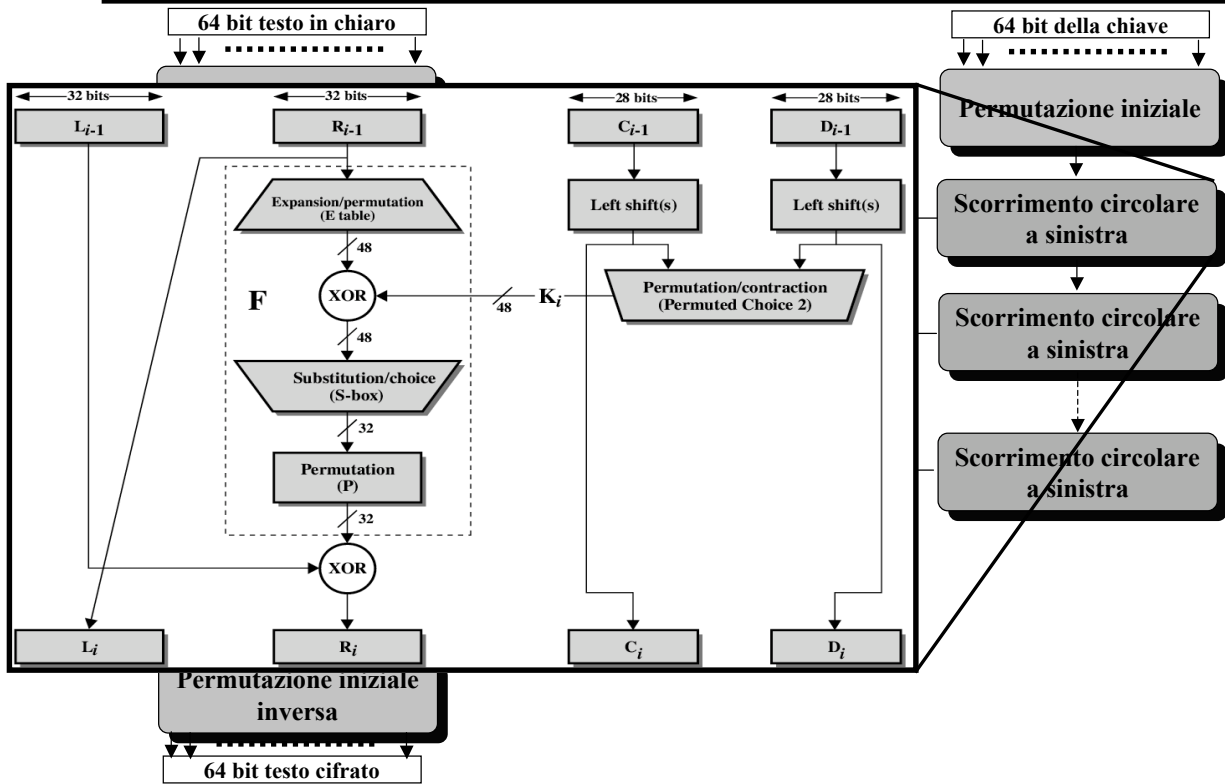 64 bit testo in chiaro
64 bit della chiave
Permutazione iniziale
Scorrimento circolare
a sinistra
Scorrimento circolare
a sinistra
Scorrimento circolare
a sinistra
32 bits
32 bits
28 bits
28 bits
Li-1
Ri-1
Ci-1
Di-1
Expansion/permutation
(E table)
Left shift(s)
Left shift(s)
48
F
XOR
48
Ki
Permutation/contraction
(Permuted Choice 2)
48
Substitution/choice
(S-box)
32
Permutation
(P)
32
XOR
Li
Ri
Ci
Di
Permutazione iniziale
inversa
64 bit testo cifrato